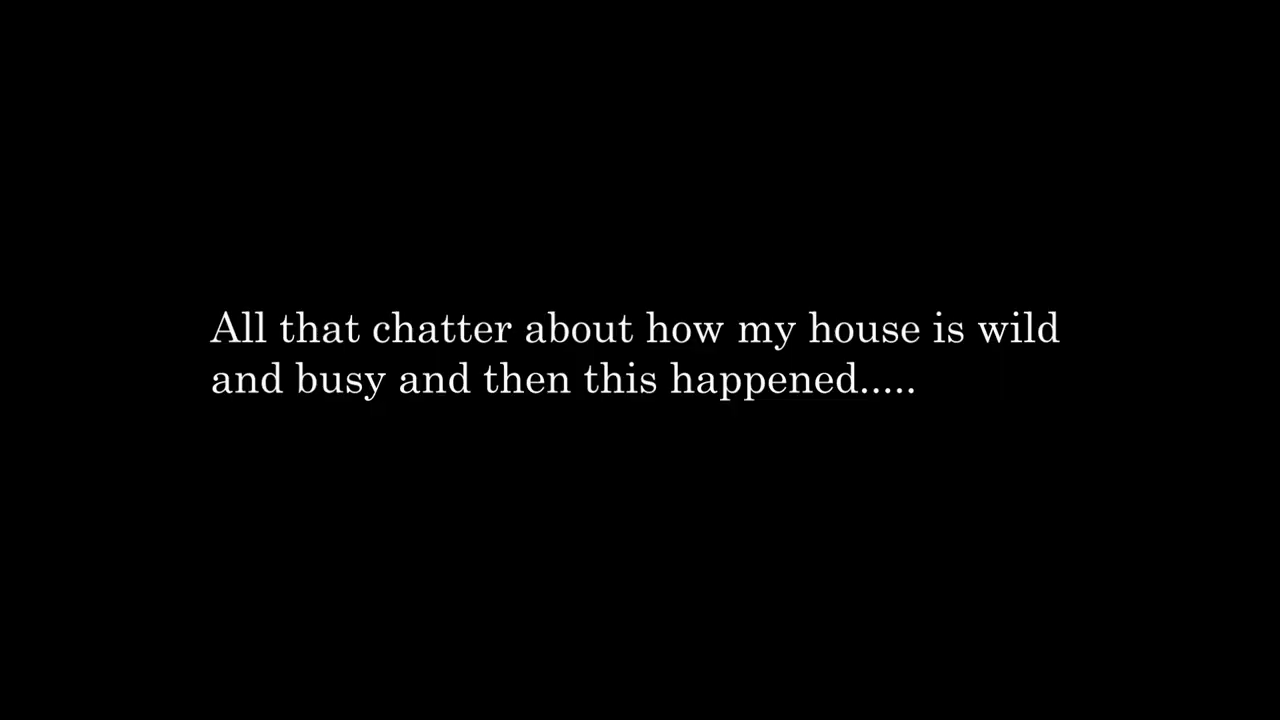 All that chatter about how my house is wild
and busy and then this happened.....